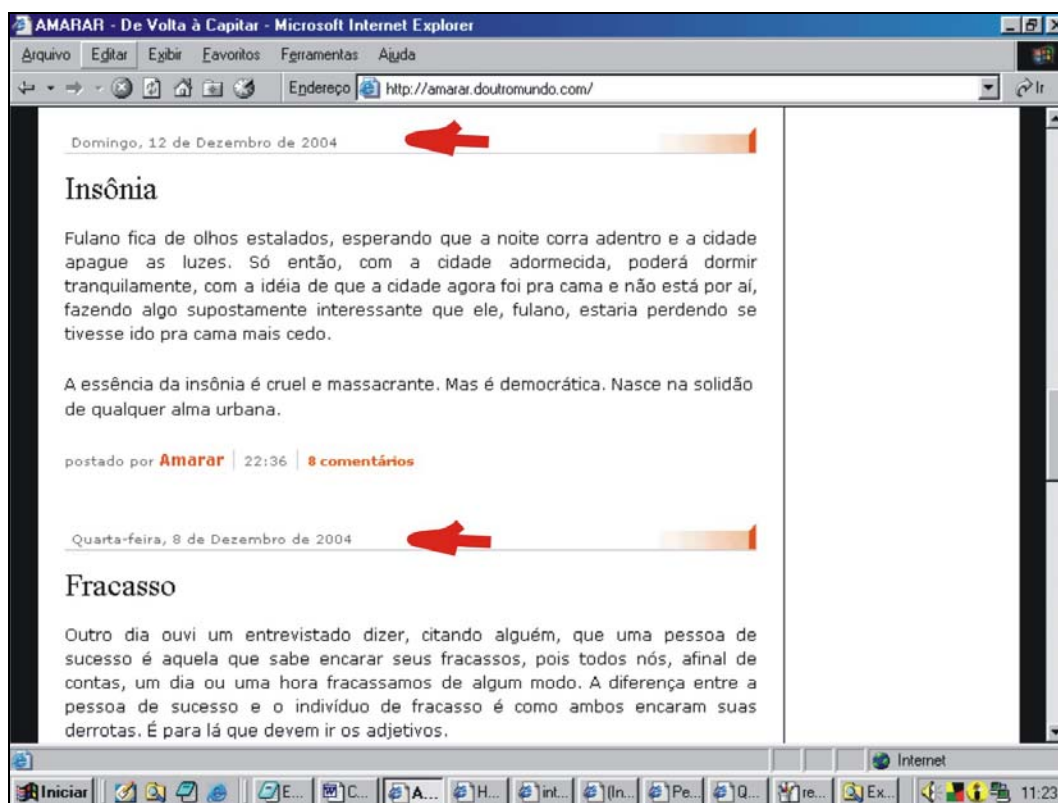 AMARAR - De Volta à Capitar - Microsoft Internet Explorer
Arquivo Editar Exibir Favoritos Ferramentas Ajuda
Endereço http://amarar.doutromundo.com/ Ir
Domingo, 12 de Dezembro de 2004
Insônia
Fulano fica de olhos estalados, esperando que a noite corra adentro e a cidade
apague as luzes. Só então, com a cidade adormecida, poderá dormir
tranquilamente, com a idéia de que a cidade agora foi pra cama e não está por aí,
fazendo algo supostamente interessante que ele, fulano, estaria perdendo se
tivesse ido pra cama mais cedo.
A essência da insônia é cruel e massacrante. Mas é democrática. Nasce na solidão
de qualquer alma urbana.
postado por Amarar | 22:36 | 8 comentários
Quarta-feira, 8 de Dezembro de 2004
Fracasso
Outro dia ouvi um entrevistado dizer, citando alguém, que uma pessoa de
sucesso é aquela que sabe encarar seus fracassos, pois todos nós, afinal de
contas, um dia ou uma hora fracassamos de algum modo. A diferença entre a
pessoa de sucesso e o indivíduo de fracasso é como ambos encaram suas
derrotas. É para lá que devem ir os adjetivos.
Internet
Iniciar E... C... A... H... int... (In... Pe... Q... re... Ex... 11:23